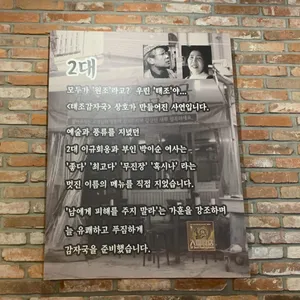 2대
모두가 '원조'라고? 우린 '태조'야...
<태조감자국> 상호가 만들어진 사연입니다.
예술과 풍류를 지녔던
2대 이규회옹과 부인 박이순 여사는
'좋다' '최고다' '무진장' '혹시나' 라는
멋진 이름의 메뉴를 직접 지었습니다.
'남에게 피해를 주지 말라'는 가훈을 강조하며
늘 유쾌하고 푸짐하게
감자국을 준비했습니다.